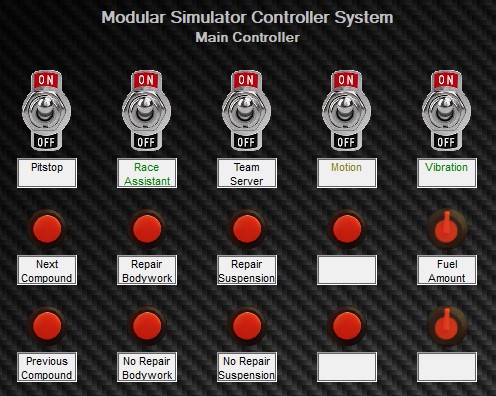 Modular Simulator Controller System
Main Controller
ON ON ON ON ON
OFF OFF OFF OFF OFF
Pitstop Race Assistant Team Server Motion Vibration
Next Compound Repair Bodywork Repair Suspension Fuel Amount
Previous Compound No Repair Bodywork No Repair Suspension